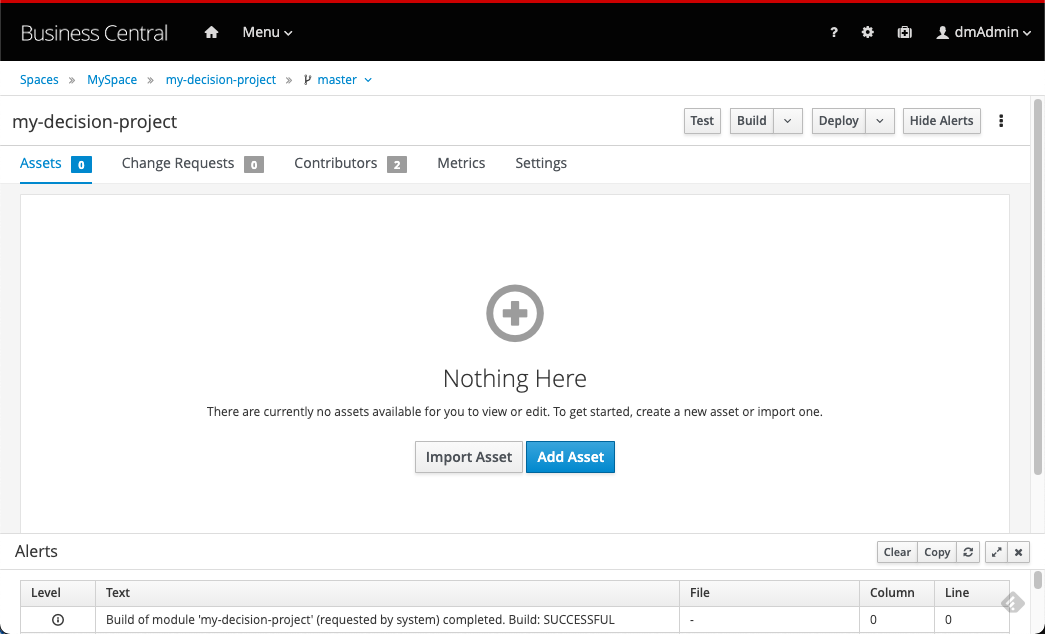 Business Central Menu ? dmAdmin
Spaces » MySpace » my-decision-project » master
my-decision-project Test Build Deploy Hide Alerts
Assets 0 Change Requests 0 Contributors 2 Metrics Settings
Nothing Here
There are currently no assets available for you to view or edit. To get started, create a new asset or import one.
Import Asset Add Asset
Alerts Clear Copy
Level Text File Column Line
Build of module 'my-decision-project' (requested by system) completed. Build: SUCCESSFUL - 0 0